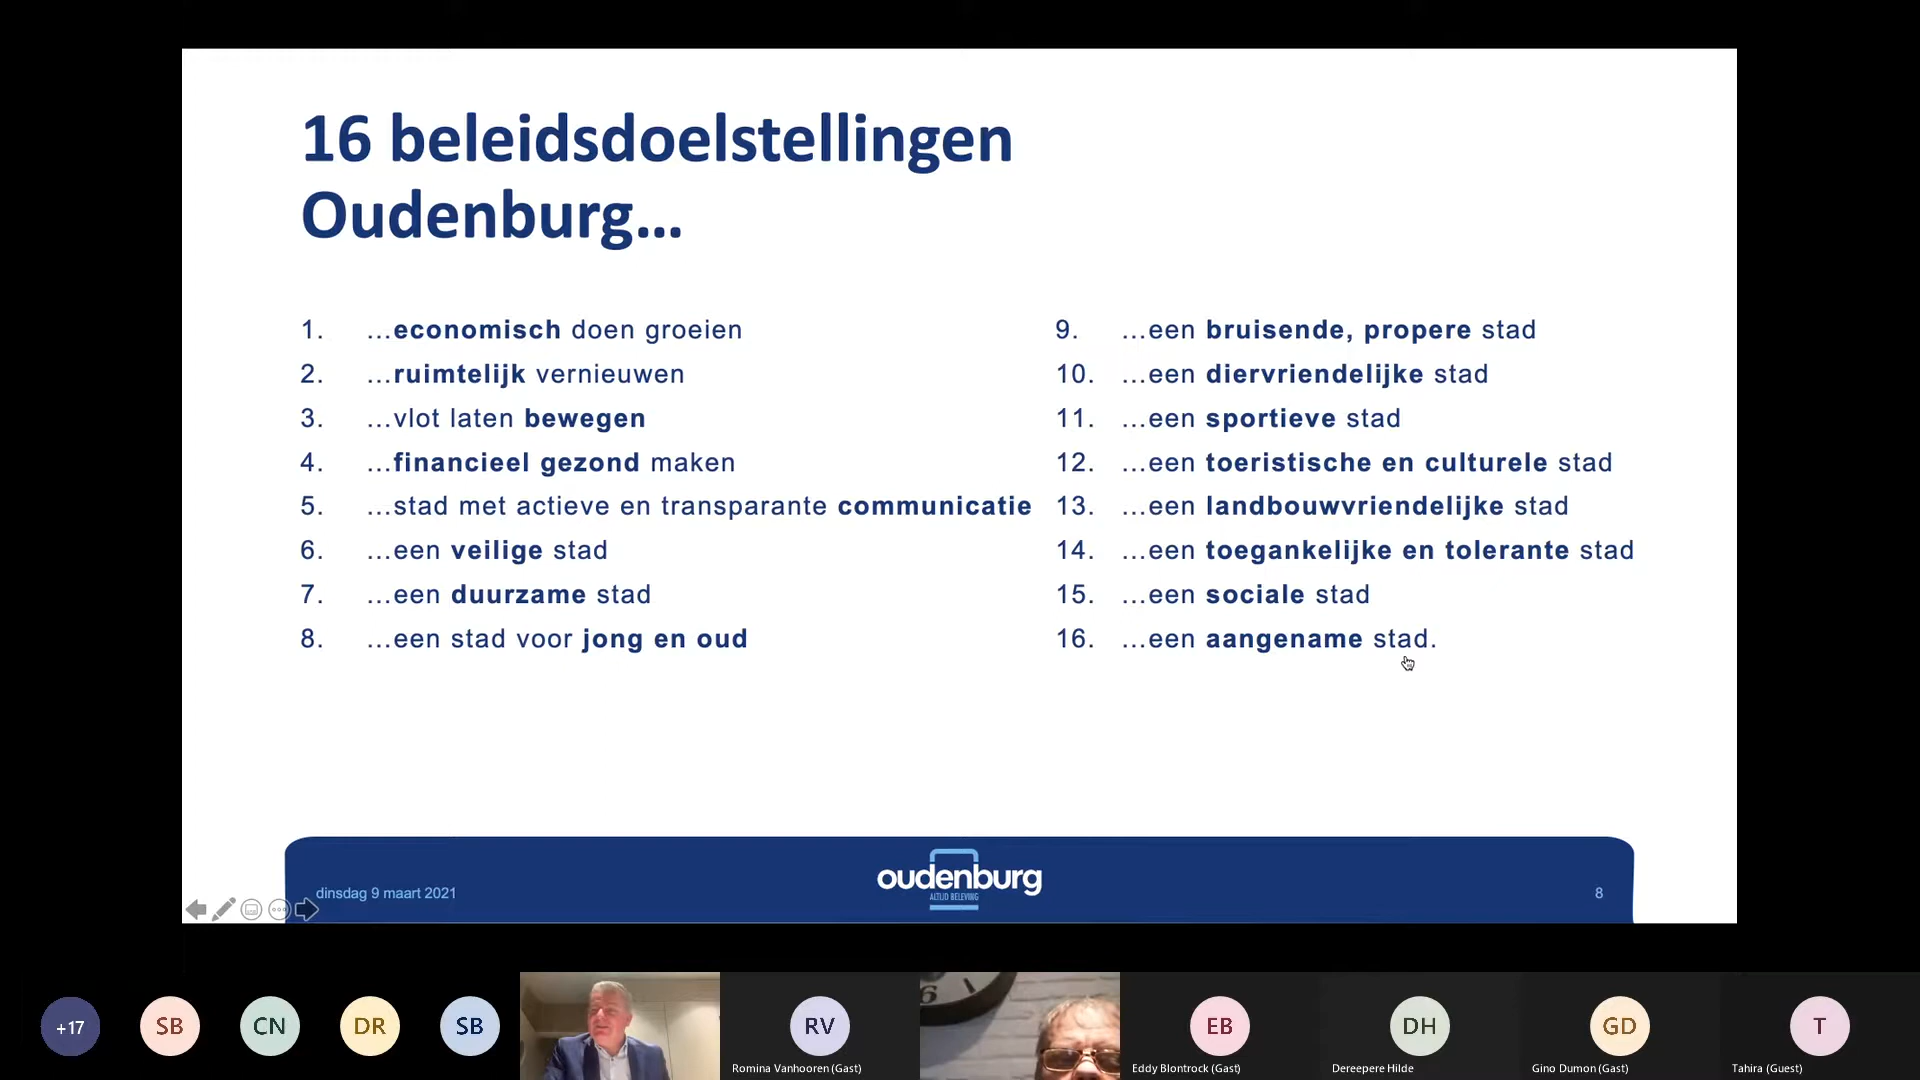 16 beleidsdoelstellingen
Oudenburg...
1. ...economisch doen groeien
2. ...ruimtelijk vernieuwen
3. ...vlot laten bewegen
4. ...financieel gezond maken
5. ...stad met actieve en transparante communicatie
6. ...een veilige stad
7. ...een duurzame stad
8. ...een stad voor jong en oud
9. ...een bruisende, propere stad
10. ...een diervriendelijke stad
11. ...een sportieve stad
12. ...een toeristische en culturele stad
13. ...een landbouwvriendelijke stad
14. ...een toegankelijke en tolerante stad
15. ...een sociale stad
16. ...een aangename stad.
dinsdag 9 maart 2021
oudenburg
ALTIJD BELEVING
8
+17
SB
CN
DR
SB
RV
Romina Vanhooren (Gast)
6
EB
Eddy Blontrock (Gast)
DH
Dereepere Hilde
GD
Gino Dumon (Gast)
T
Tahira (Guest)